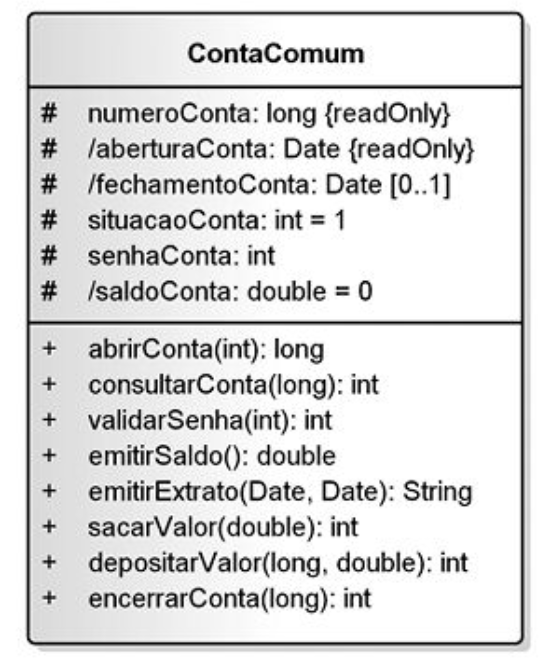 ContaComum
# numeroConta: long {readOnly}
# /aberturaConta: Date {readOnly}
# /fechamentoConta: Date [0..1]
# situacaoConta: int = 1
# senhaConta: int
# /saldoConta: double = 0
+ abrirConta(int): long
+ consultarConta(long): int
+ validarSenha(int): int
+ emitirSaldo(): double
+ emitirExtrato(Date, Date): String
+ sacarValor(double): int
+ depositarValor(long, double): int
+ encerrarConta(long): int